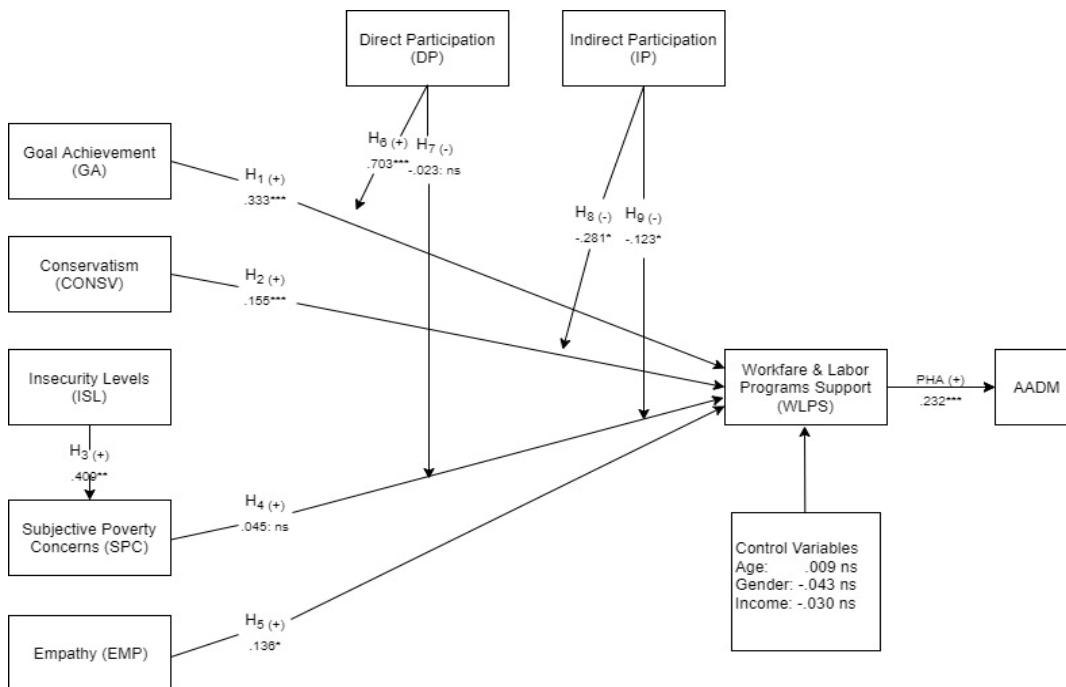 Direct Participation
(DP)
Indirect Participation
(IP)
Goal Achievement
(GA)
H6 (+)
.703***
H7 (-)
-.023: ns
H1 (+)
.333***
H8 (-)
-.281*
H9 (-)
-.123*
Conservatism
(CONSV)
H2 (+)
.155***
Insecurity Levels
(ISL)
H3 (+)
.409**
Workfare & Labor
Programs Support
(WLPS)
PHA (+)
.232***
AADM
Subjective Poverty
Concerns (SPC)
H4 (+)
.045: ns
Control Variables
Age: .009 ns
Gender: -.043 ns
Income: -.030 ns
Empathy (EMP)
H5 (+)
.136*